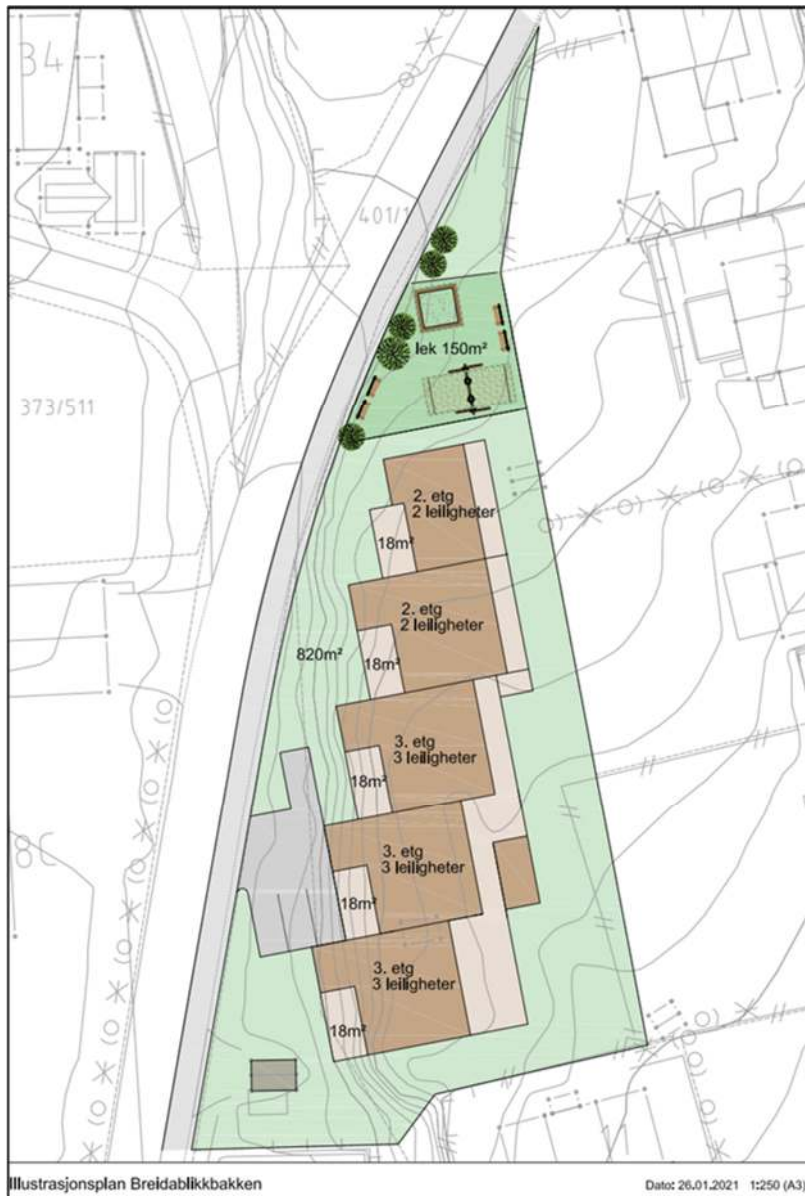 34
401/1
3
lek 150m²
373/511
2. etg
2 leiligheter
18m²
2. etg
2 leiligheter
820m²
18m²
3. etg
3 leiligheter
18m²
3. etg
3 leiligheter
18m²
3. etg
3 leiligheter
18m²
Illustrasjonsplan Breidablikkbakken
Dato: 26.01.2021 1:250 (A3)